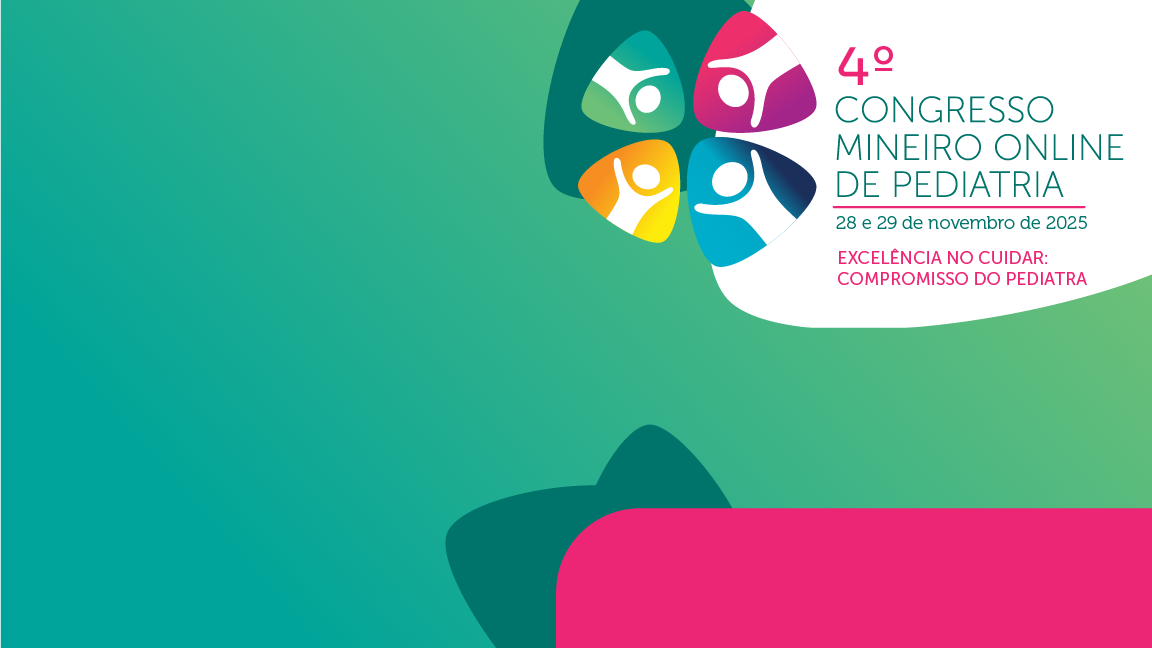 4º
CONGRESSO
MINEIRO ONLINE
DE PEDIATRIA
28 e 29 de novembro de 2025
EXCELÊNCIA NO CUIDAR:
COMPROMISSO DO PEDIATRA